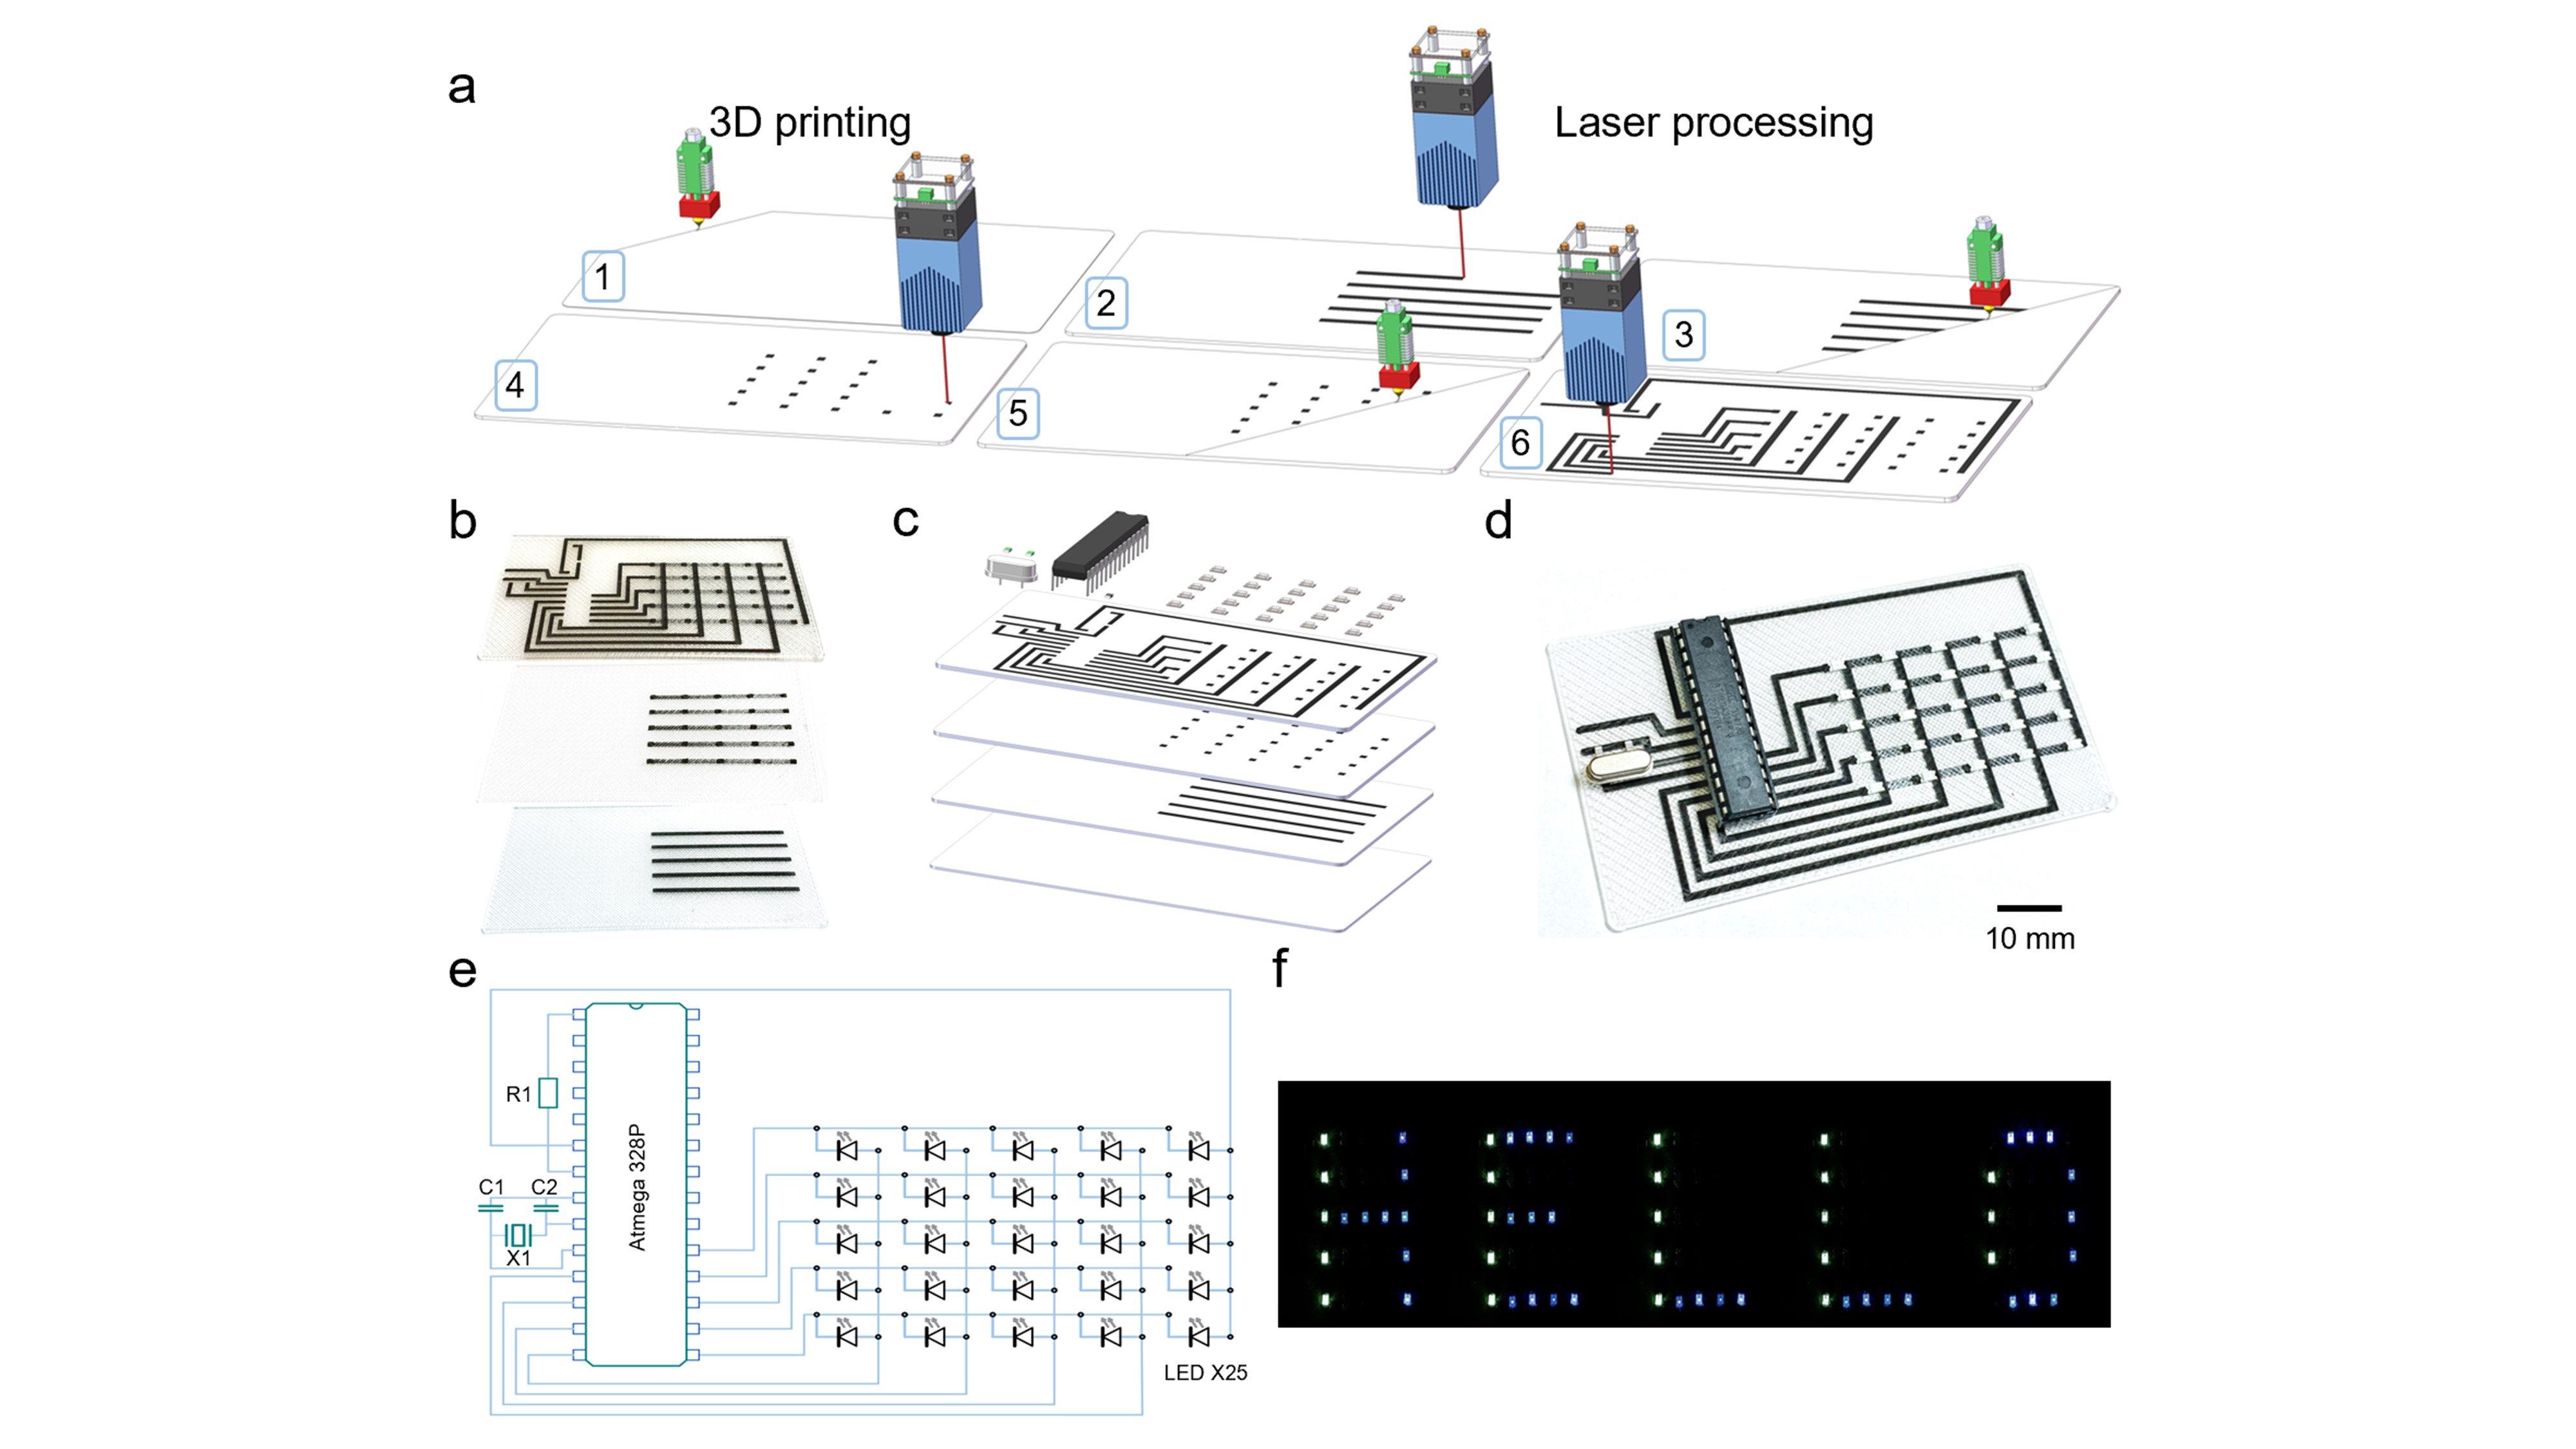 a
3D printing
Laser processing
1
2
3
4
5
6
b
c
d
10 mm
e
f
R1
Atmega 328P
C1
C2
X1
LED X25